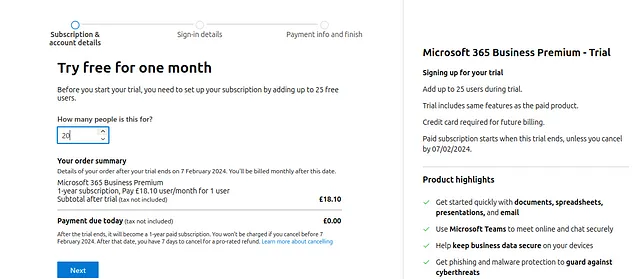 Subscription &
account details
Sign-in details
Payment info and finish
Try free for one month
Before you start your trial, you need to set up your subscription by adding up to 25 free
users.
How many people is this for?
20
Your order summary
Details of your order after your trial ends on 7 February 2024. You'll be billed monthly after this date.
Microsoft 365 Business Premium
1-year subscription, Pay £18.10 user/month for 1 user
Subtotal after trial (tax not included) £18.10
Payment due today (tax not included) £0.00
After the trial ends, it will become a 1-year paid subscription. You won't be charged if you cancel before 7
February 2024. After that date, you have 7 days to cancel for a pro-rated refund. Learn more about cancelling
Next
Microsoft 365 Business Premium - Trial
Signing up for your trial
Add up to 25 users during trial.
Trial includes same features as the paid product.
Credit card required for future billing.
Paid subscription starts when this trial ends, unless you cancel
by 07/02/2024.
Product highlights
Get started quickly with documents, spreadsheets,
presentations, and email
Use Microsoft Teams to meet online and chat securely
Help keep business data secure on your devices
Get phishing and malware protection to guard against
cyberthreats